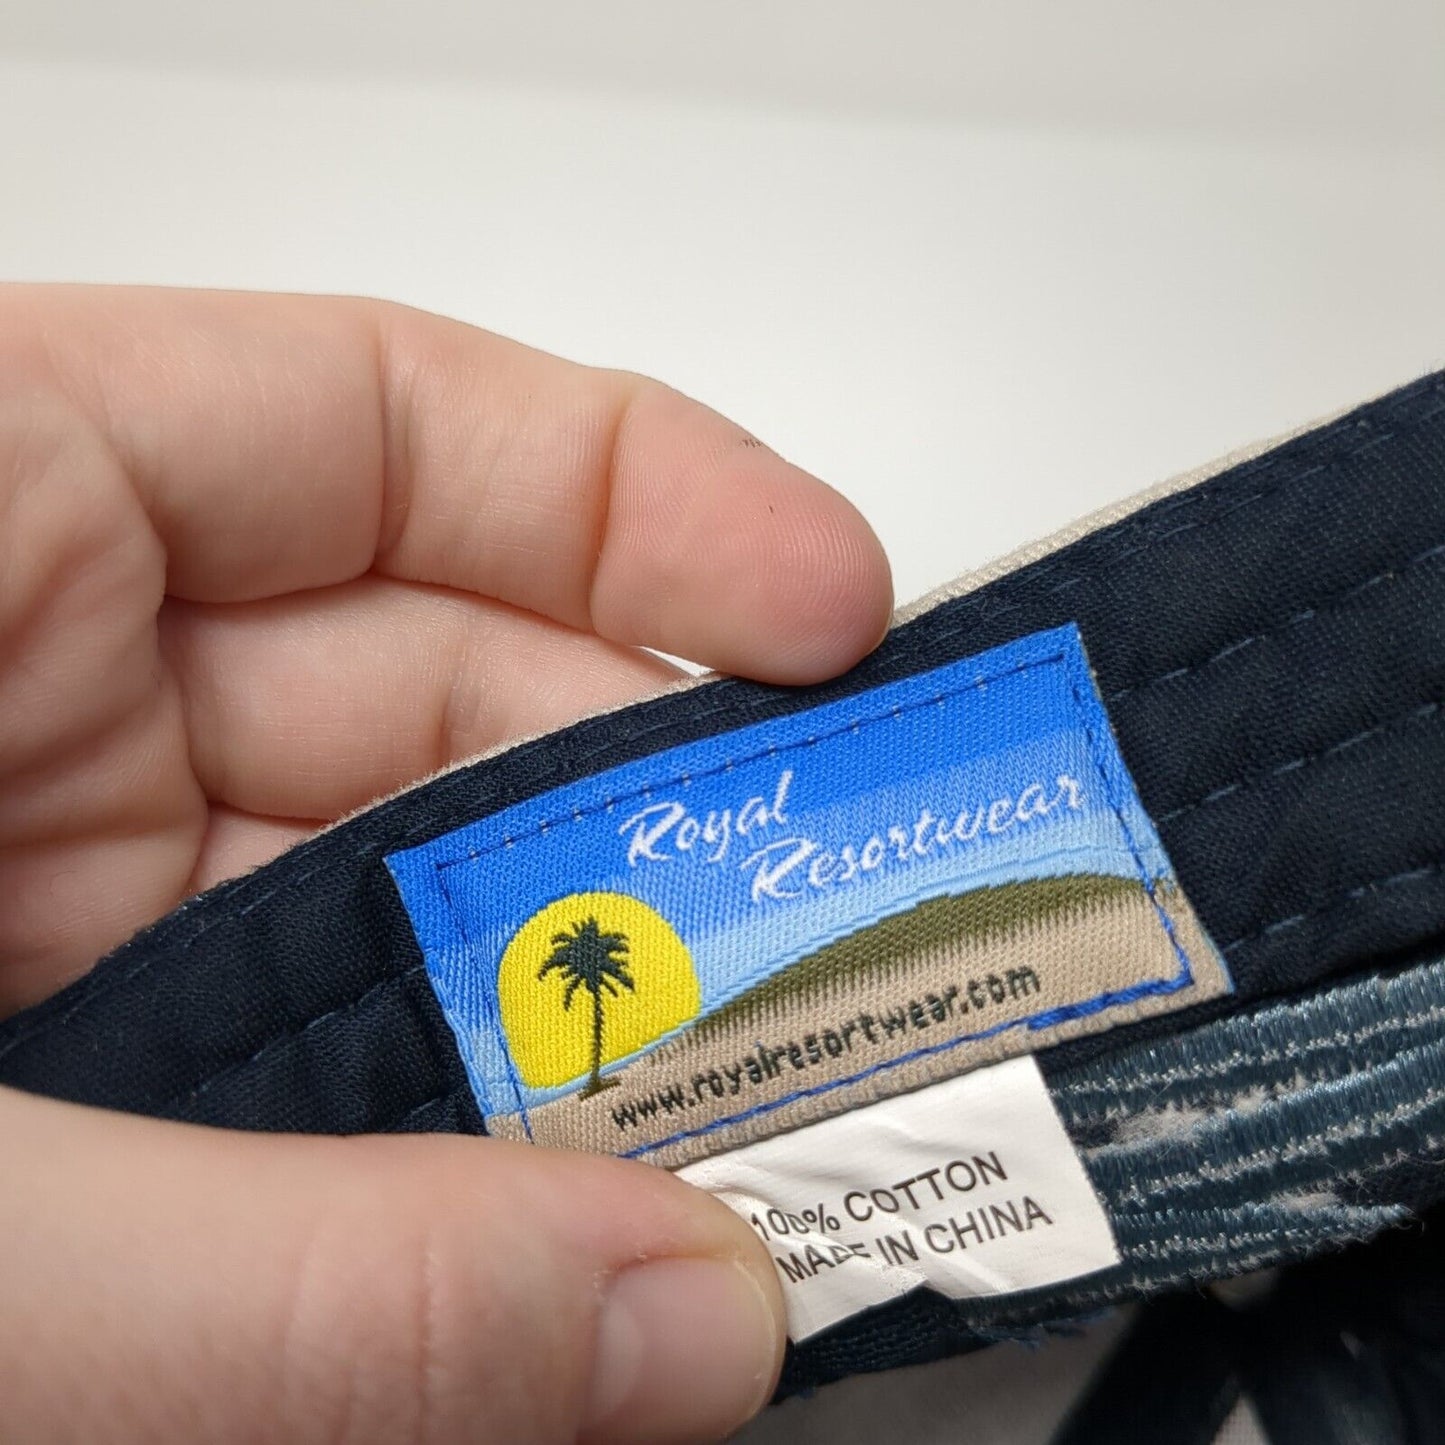 Royal
Resortwear
www.royalresortwear.com
100% COTTON
MADE IN CHINA